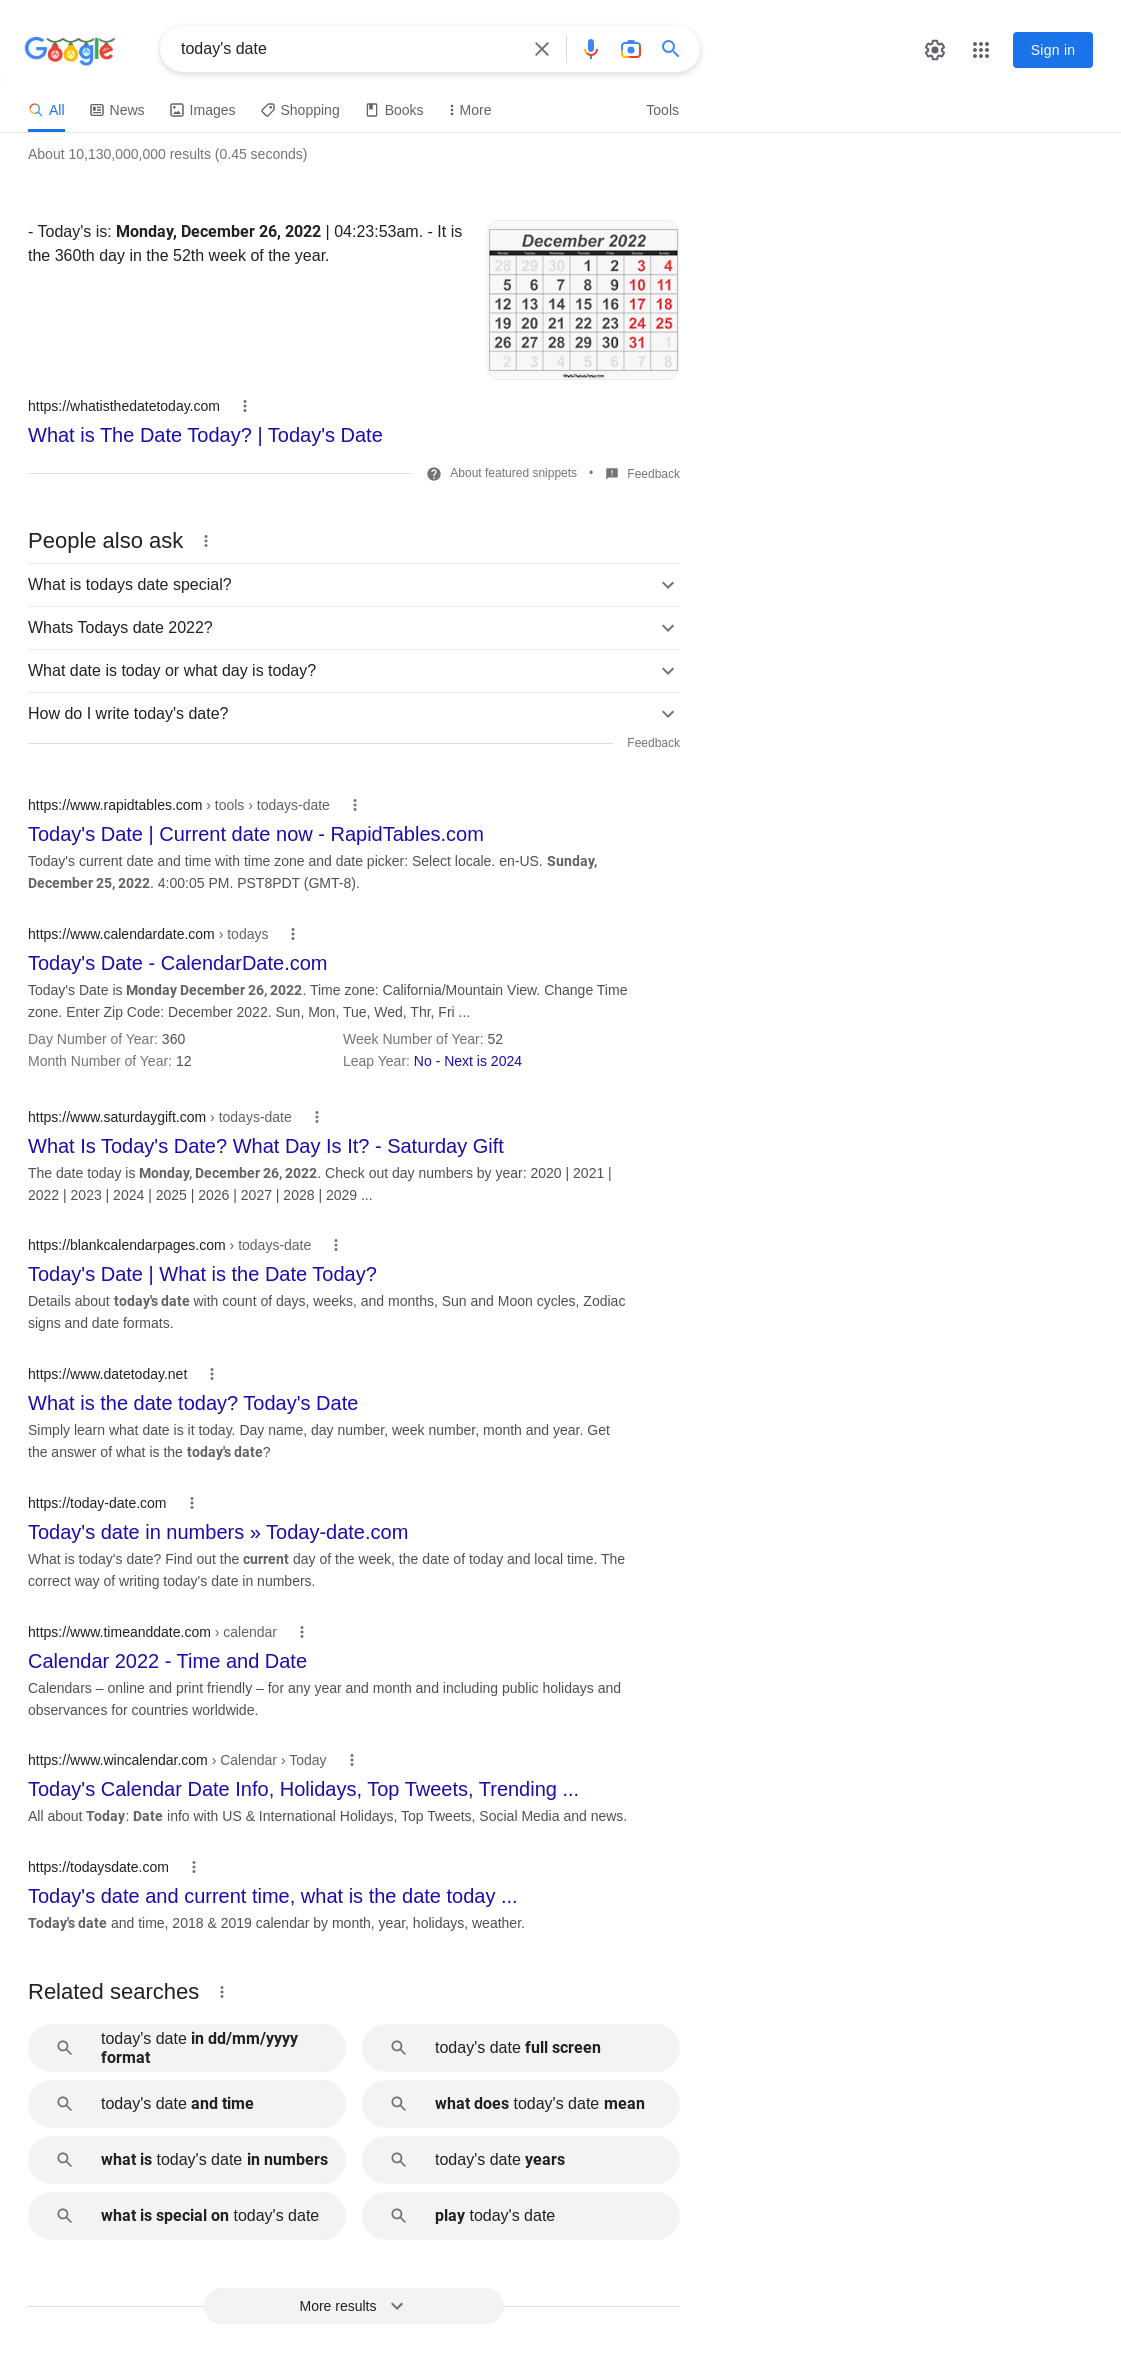 Google
today's date
Sign in
All
News
Images
Shopping
Books
More
Tools
About 10,130,000,000 results (0.45 seconds)
- Today's is: Monday, December 26, 2022 | 04:23:53am. - It is
the 360th day in the 52th week of the year.
December 2022
Monday Tuesday Wednesday Thursday Friday Saturday Sunday
28 29 30 1 2 3 4
5 6 7 8 9 10 11
12 13 14 15 16 17 18
19 20 21 22 23 24 25
26 27 28 29 30 31 1
2 3 4 5 6 7 8
https://whatisthedatetoday.com
What is The Date Today? | Today's Date
About featured snippets • Feedback
People also ask
What is todays date special?
Whats Todays date 2022?
What date is today or what day is today?
How do I write today's date?
Feedback
https://www.rapidtables.com › tools › todays-date
Today's Date | Current date now - RapidTables.com
Today's current date and time with time zone and date picker: Select locale. en-US. Sunday,
December 25, 2022. 4:00:05 PM. PST8PDT (GMT-8).
https://www.calendardate.com › todays
Today's Date - CalendarDate.com
Today's Date is Monday December 26, 2022. Time zone: California/Mountain View. Change Time
zone. Enter Zip Code: December 2022. Sun, Mon, Tue, Wed, Thr, Fri ...
Day Number of Year: 360
Week Number of Year: 52
Month Number of Year: 12
Leap Year: No - Next is 2024
https://www.saturdaygift.com › todays-date
What Is Today's Date? What Day Is It? - Saturday Gift
The date today is Monday, December 26, 2022. Check out day numbers by year: 2020 | 2021 |
2022 | 2023 | 2024 | 2025 | 2026 | 2027 | 2028 | 2029 ...
https://blankcalendarpages.com › todays-date
Today's Date | What is the Date Today?
Details about today's date with count of days, weeks, and months, Sun and Moon cycles, Zodiac
signs and date formats.
https://www.datetoday.net
What is the date today? Today's Date
Simply learn what date is it today. Day name, day number, week number, month and year. Get
the answer of what is the today's date?
https://today-date.com
Today's date in numbers » Today-date.com
What is today's date? Find out the current day of the week, the date of today and local time. The
correct way of writing today's date in numbers.
https://www.timeanddate.com › calendar
Calendar 2022 - Time and Date
Calendars – online and print friendly – for any year and month and including public holidays and
observances for countries worldwide.
https://www.wincalendar.com › Calendar › Today
Today's Calendar Date Info, Holidays, Top Tweets, Trending ...
All about Today: Date info with US & International Holidays, Top Tweets, Social Media and news.
https://todaysdate.com
Today's date and current time, what is the date today ...
Today's date and time, 2018 & 2019 calendar by month, year, holidays, weather.
Related searches
today's date in dd/mm/yyyy
format
today's date full screen
today's date and time
what does today's date mean
what is today's date in numbers
today's date years
what is special on today's date
play today's date
More results